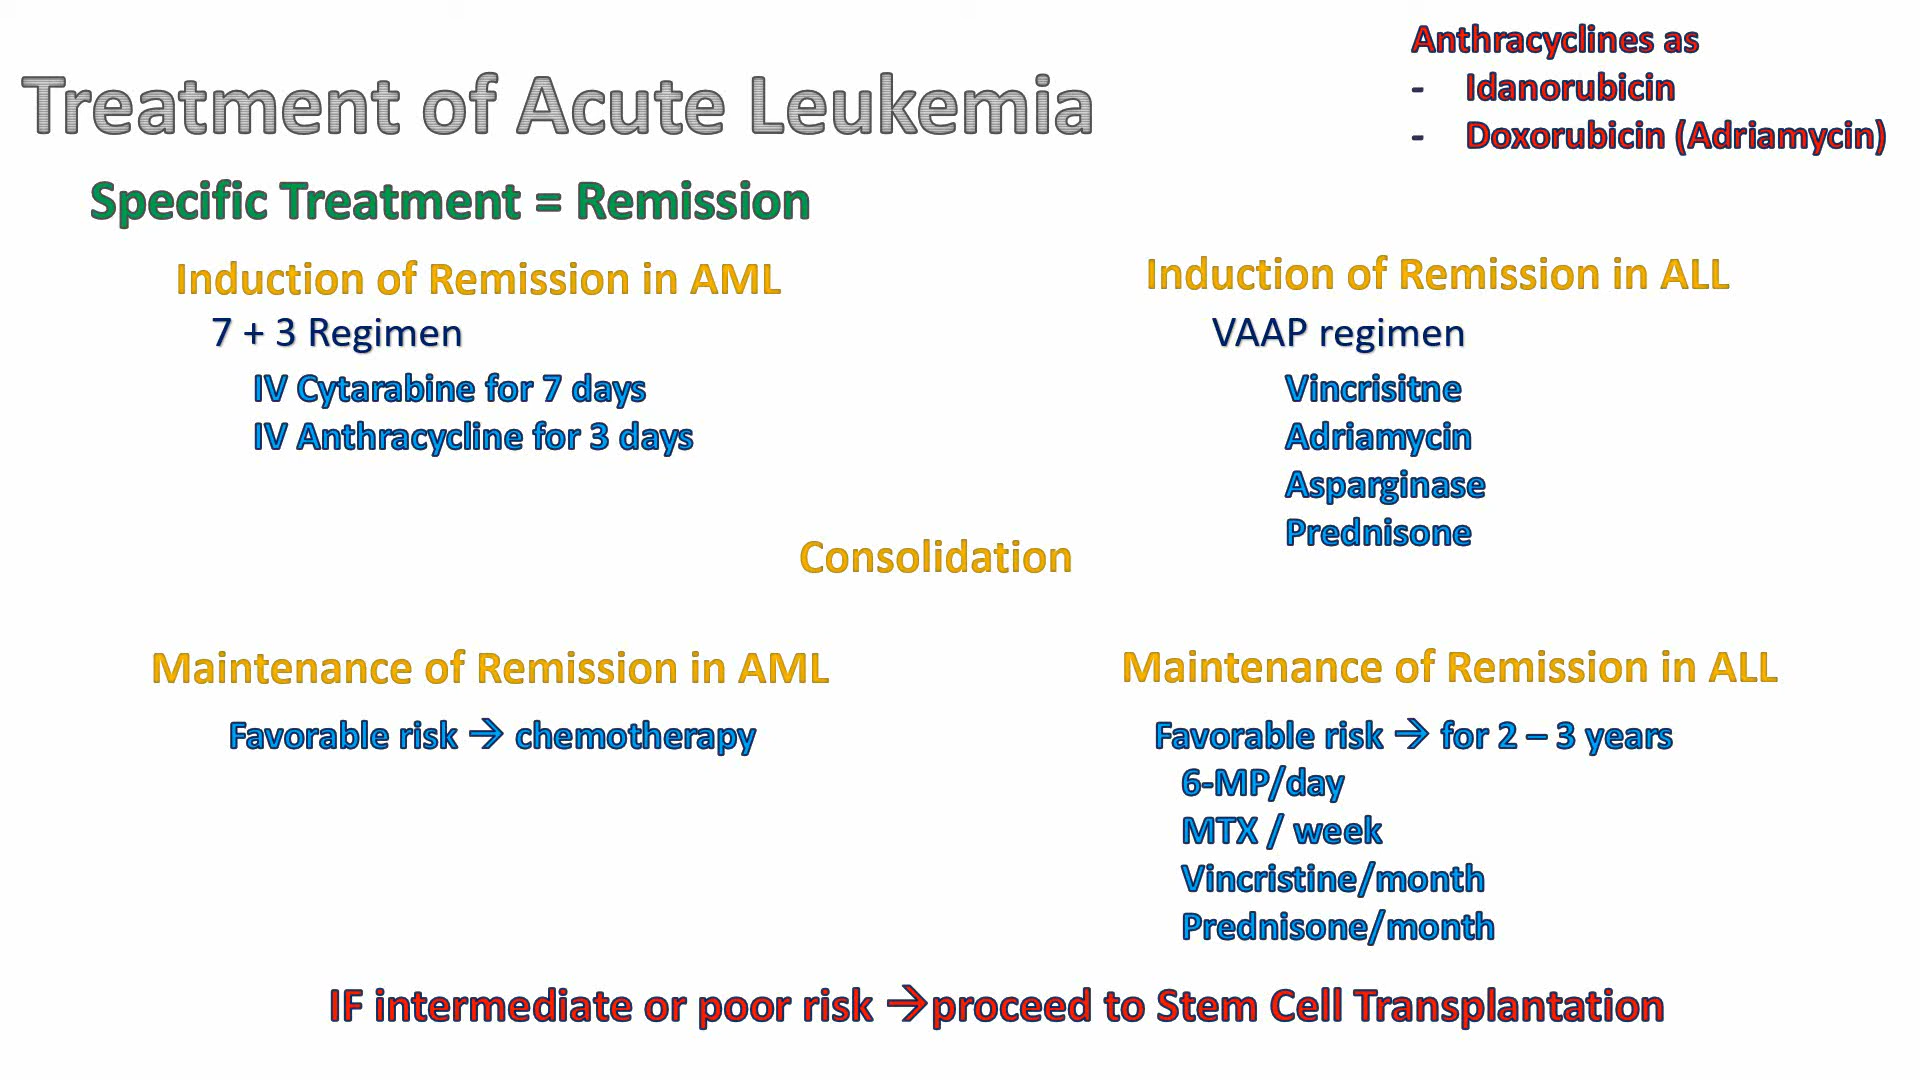 Anthracyclines as
- Idanorubicin
- Doxorubicin (Adriamycin)
Treatment of Acute Leukemia
Specific Treatment = Remission
Induction of Remission in AML
7 + 3 Regimen
IV Cytarabine for 7 days
IV Anthracycline for 3 days
Induction of Remission in ALL
VAAP regimen
Vincrisitne
Adriamycin
Asparginase
Prednisone
Consolidation
Maintenance of Remission in AML
Favorable risk → chemotherapy
Maintenance of Remission in ALL
Favorable risk → for 2 – 3 years
6-MP/day
MTX / week
Vincristine/month
Prednisone/month
IF intermediate or poor risk →proceed to Stem Cell Transplantation